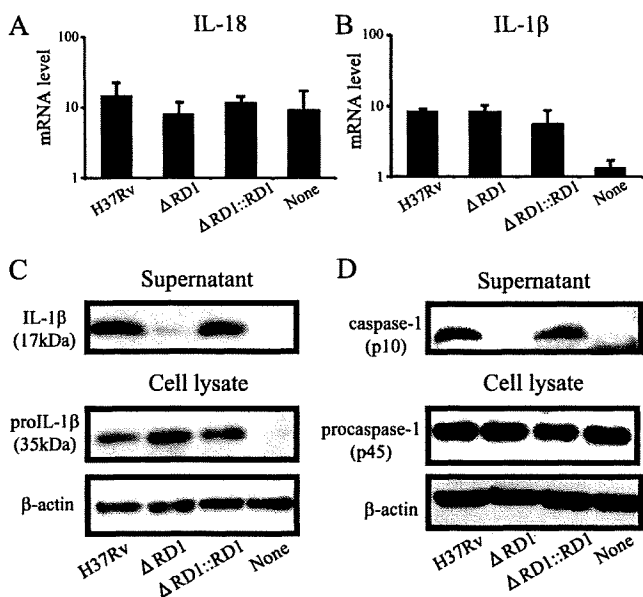 A
IL-18
mRNA level
100
10
1
H37Rv
ΔRD1
ΔRD1::RD1
None
B
IL-1β
mRNA level
100
10
1
H37Rv
ΔRD1
ΔRD1::RD1
None
C
Supernatant
IL-1β
(17kDa)
Cell lysate
proIL-1β
(35kDa)
β-actin
H37Rv
ΔRD1
ΔRD1::RD1
None
D
Supernatant
caspase-1
(p10)
Cell lysate
procaspase-1
(p45)
β-actin
H37Rv
ΔRD1
ΔRD1::RD1
None